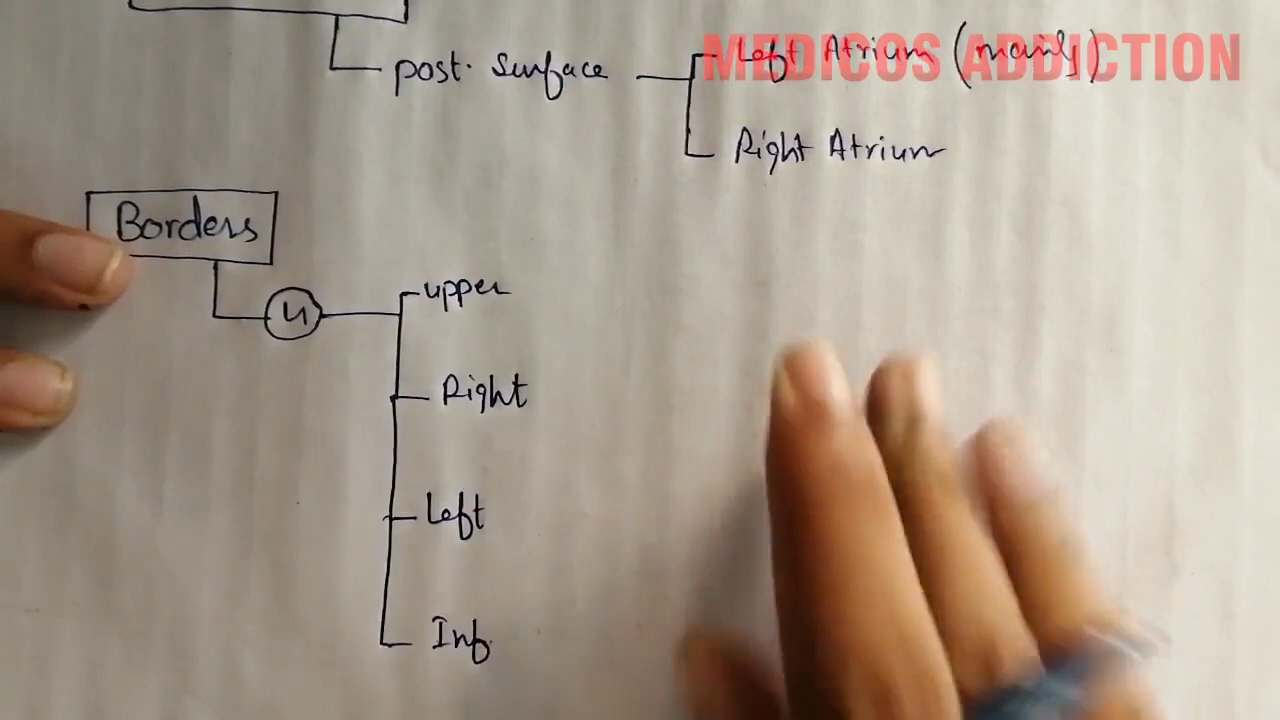 MEDICOS ADDICTION
post. Surface
Left Atrium (mainly)
Right Atrium
Borders
4
upper
Right
Left
Inf.